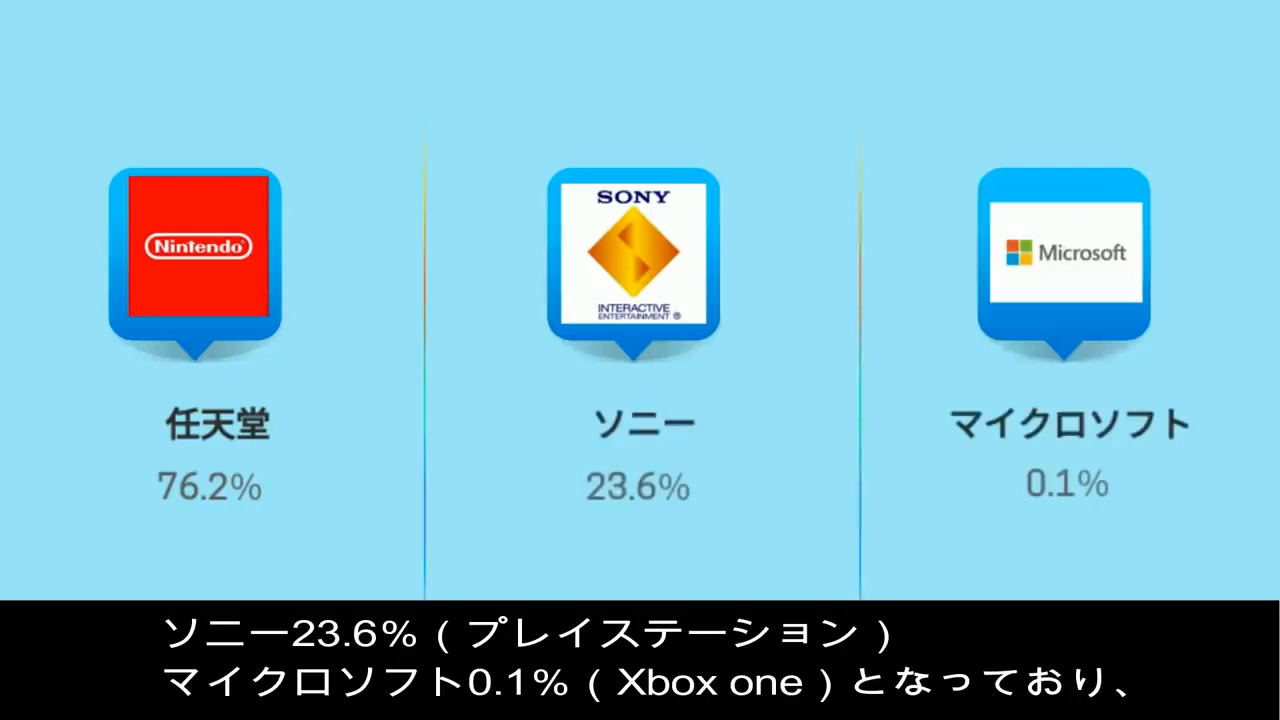 Nintendo
SONY
INTERACTIVE
ENTERTAINMENT ®
Microsoft
任天堂
ソニー
マイクロソフト
76.2%
23.6%
0.1%
ソニー23.6%（プレイステーション）
マイクロソフト0.1%（Xbox one）となっており、